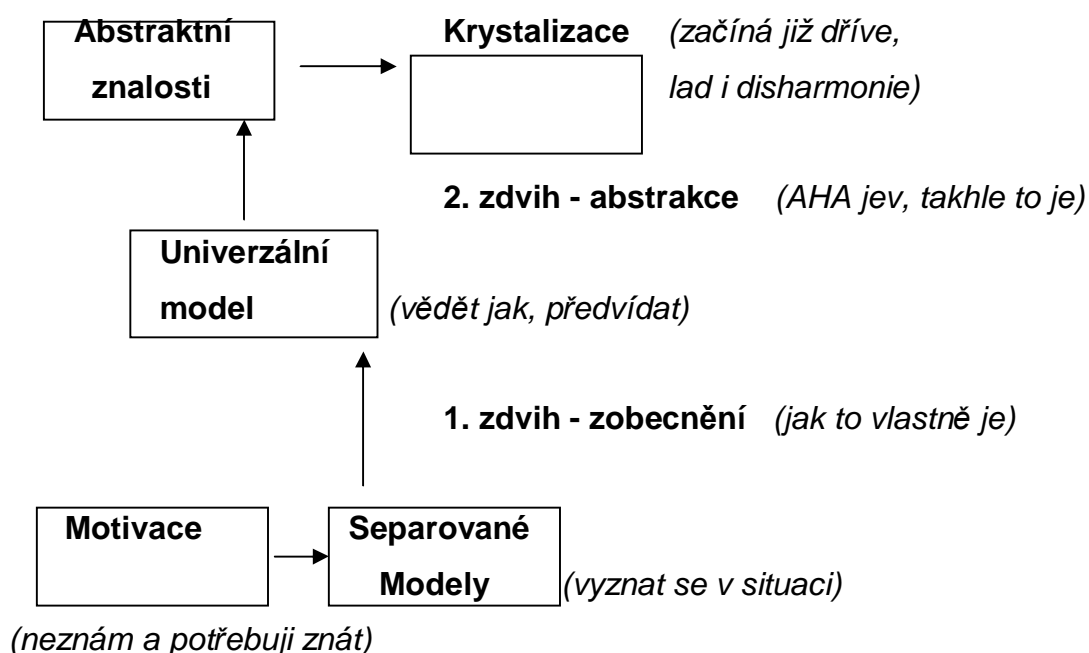 Abstraktní
znalosti
Krystalizace (začíná již dříve,
lad i disharmonie)
2. zdvih - abstrakce (AHA jev, takhle to je)
Univerzální
model
(vědět jak, předvídat)
1. zdvih - zobecnění (jak to vlastně je)
Motivace
Separované
Modely
(vyznat se v situaci)
(neznám a potřebuji znát)